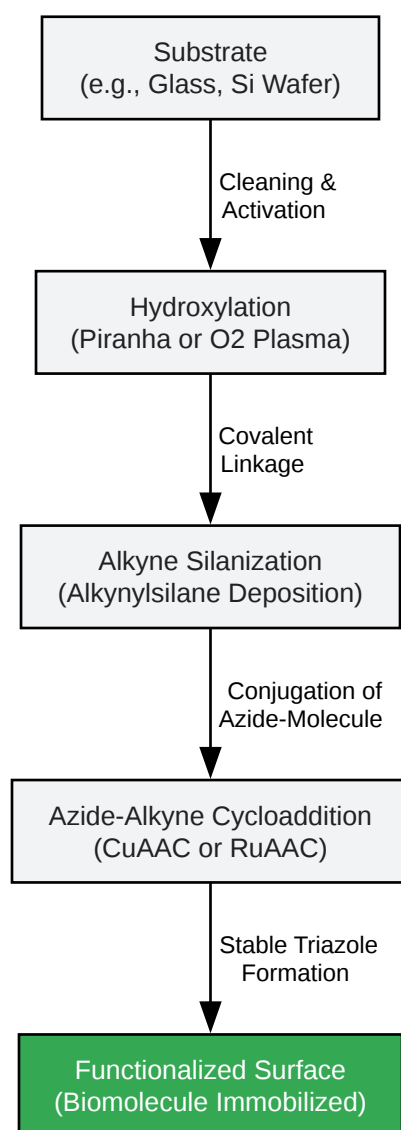 Substrate
(e.g., Glass, Si Wafer)
Cleaning &
Activation
Hydroxylation
(Piranha or O2 Plasma)
Covalent
Linkage
Alkyne Silanization
(Alkynylsilane Deposition)
Conjugation of
Azide-Molecule
Azide-Alkyne Cycloaddition
(CuAAC or RuAAC)
Stable Triazole
Formation
Functionalized Surface
(Biomolecule Immobilized)